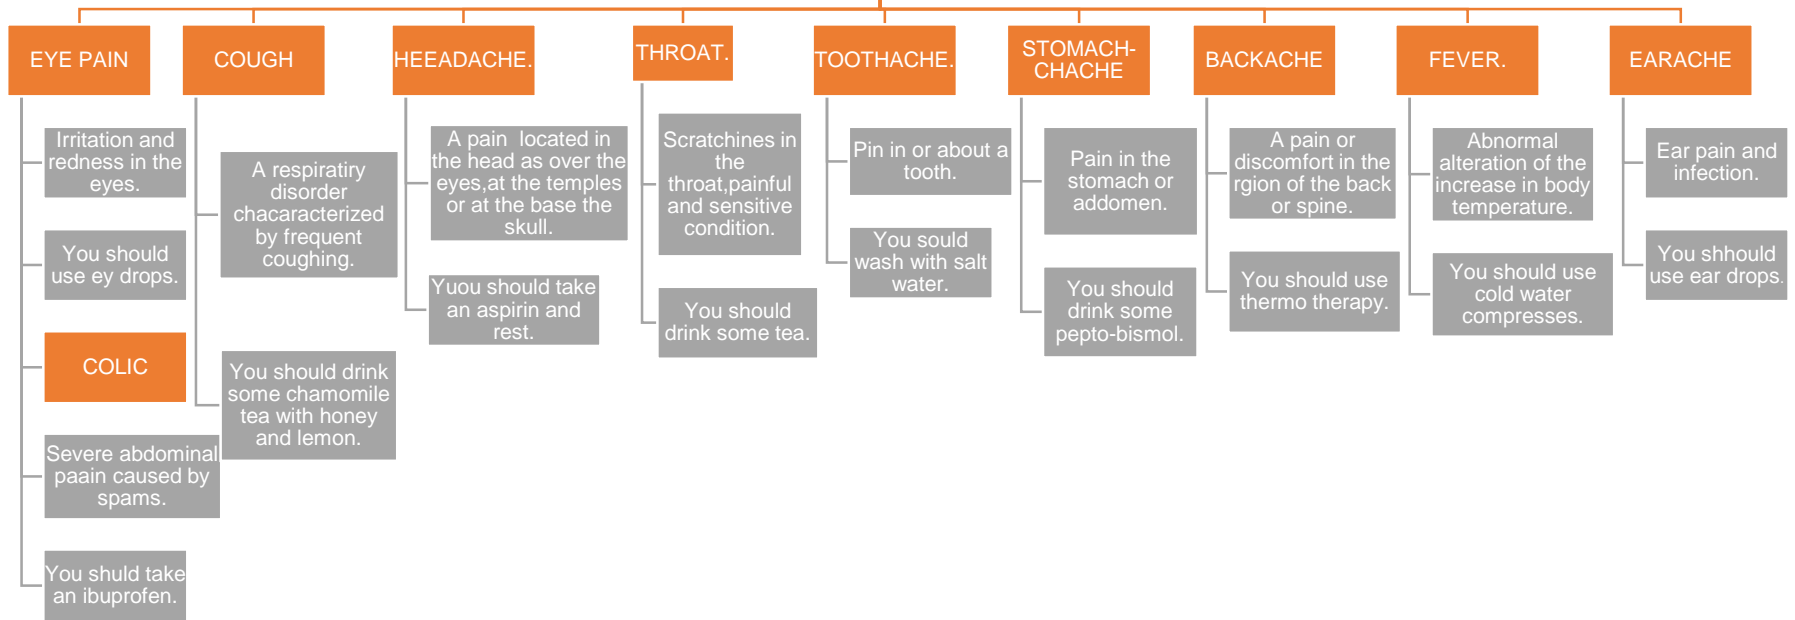 EYE PAIN
Irritation and
redness in the
eyes.
You should
use ey drops.
COLIC
Severe abdominal
paain caused by
spams.
You shuld take
an ibuprofen.
COUGH
A respiratiry
disorder
chacaracterized
by frequent
coughing.
You should drink
some chamomile
tea with honey
and lemon.
HEEADACHE.
A pain  located in
the head as over the
eyes,at the temples
or at the base the
skull.
Yuou should take
an aspirin and
rest.
THROAT.
Scratchines in
the
throat,painful
and sensitive
condition.
You should
drink some tea.
TOOTHACHE.
Pin in or about a
tooth.
You sould
wash with salt
water.
STOMACH-
CHACHE
Pain in the
stomach or
addomen.
You should
drink some
pepto-bismol.
BACKACHE
A pain or
discomfort in the
rgion of the back
or spine.
You should use
thermo therapy.
FEVER.
Abnormal
alteration of the
increase in body
temperature.
You should use
cold water
compresses.
EARACHE
Ear pain and
infection.
You shhould
use ear drops.